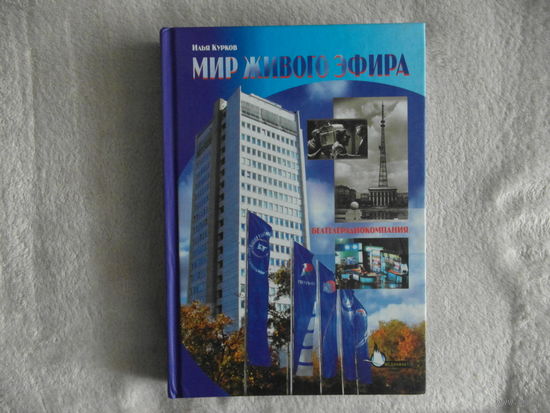 Илья Курков
МИР ЖИВОГО ЭФИРА
БЕЛТЕЛЕРАДИОКОМПАНИЯ